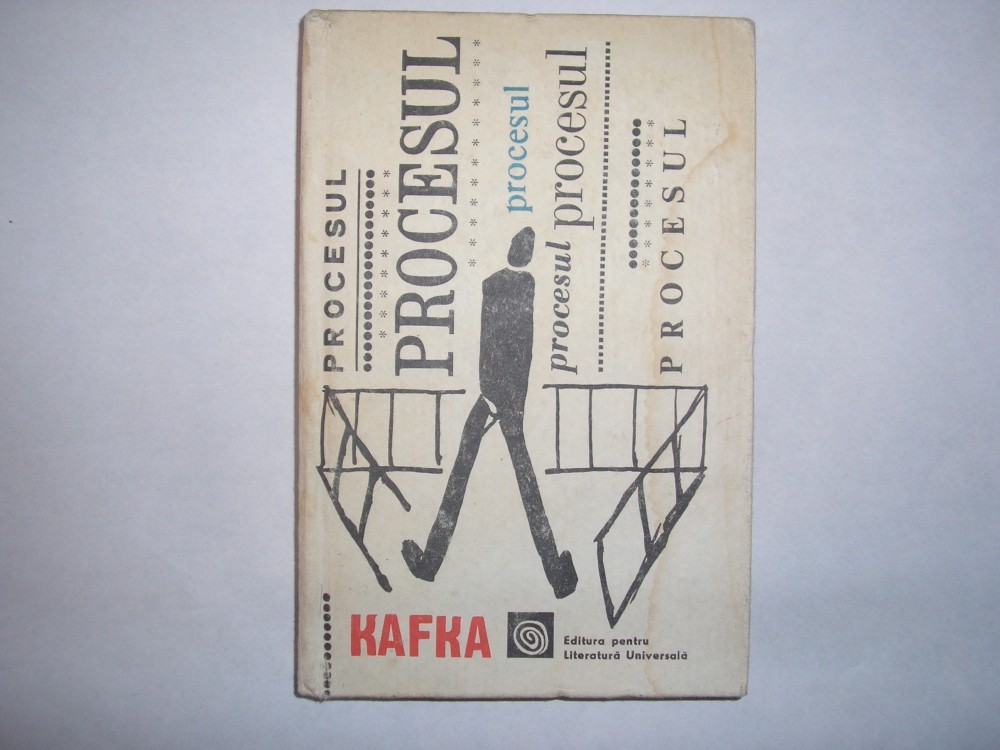 PROCESUL
PROCESUL
procesul
procesul procesul
PROCESUL
KAFKA
Editura pentru
Literatură Universală